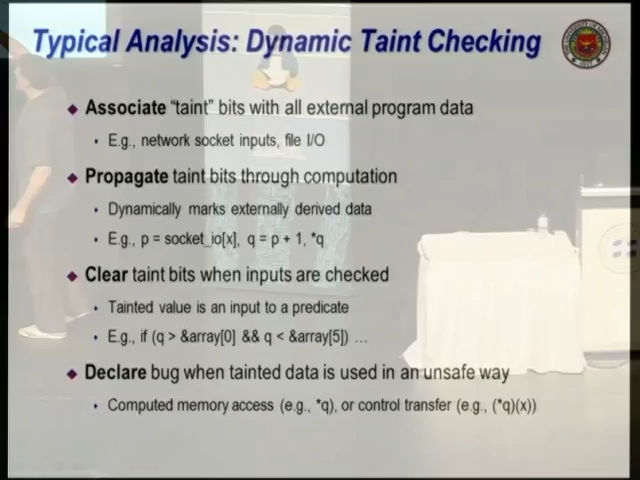 Typical Analysis: Dynamic Taint Checking
Associate "taint" bits with all external program data
E.g., network socket inputs, file I/O
Propagate taint bits through computation
Dynamically marks externally derived data
E.g., p = socket_io[x], q = p + 1, *q
Clear taint bits when inputs are checked
Tainted value is an input to a predicate
E.g., if (q > &array[0] && q < &array[5]) …
Declare bug when tainted data is used in an unsafe way
Computed memory access (e.g., *q), or control transfer (e.g., (*q)(x))